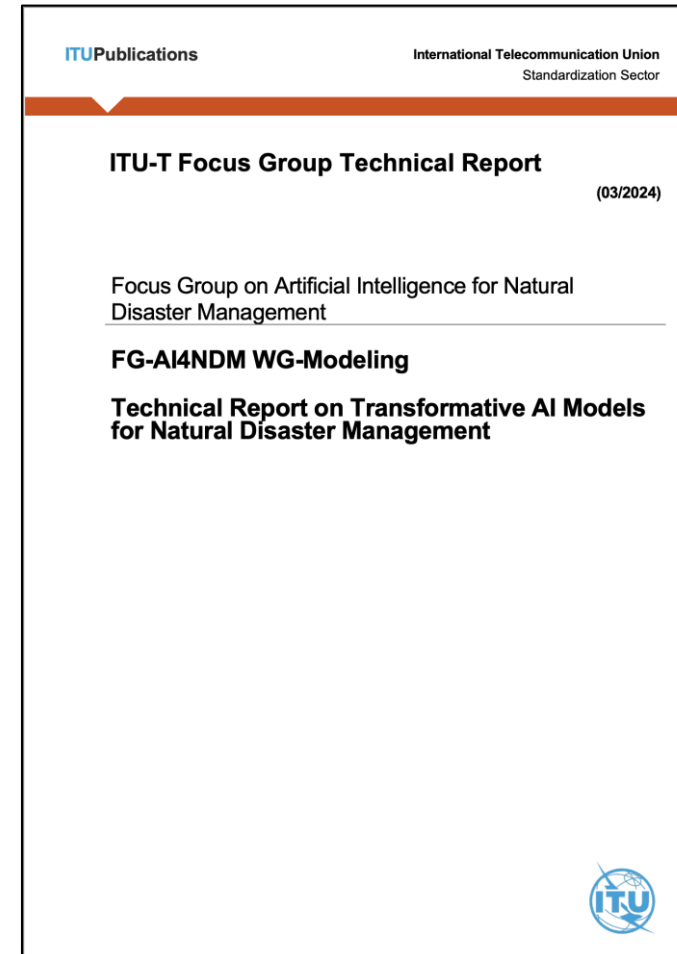 ITUPublications
International Telecommunication Union
Standardization Sector
ITU-T Focus Group Technical Report
(03/2024)
Focus Group on Artificial Intelligence for Natural
Disaster Management
FG-AI4NDM WG-Modeling
Technical Report on Transformative AI Models
for Natural Disaster Management
ITU